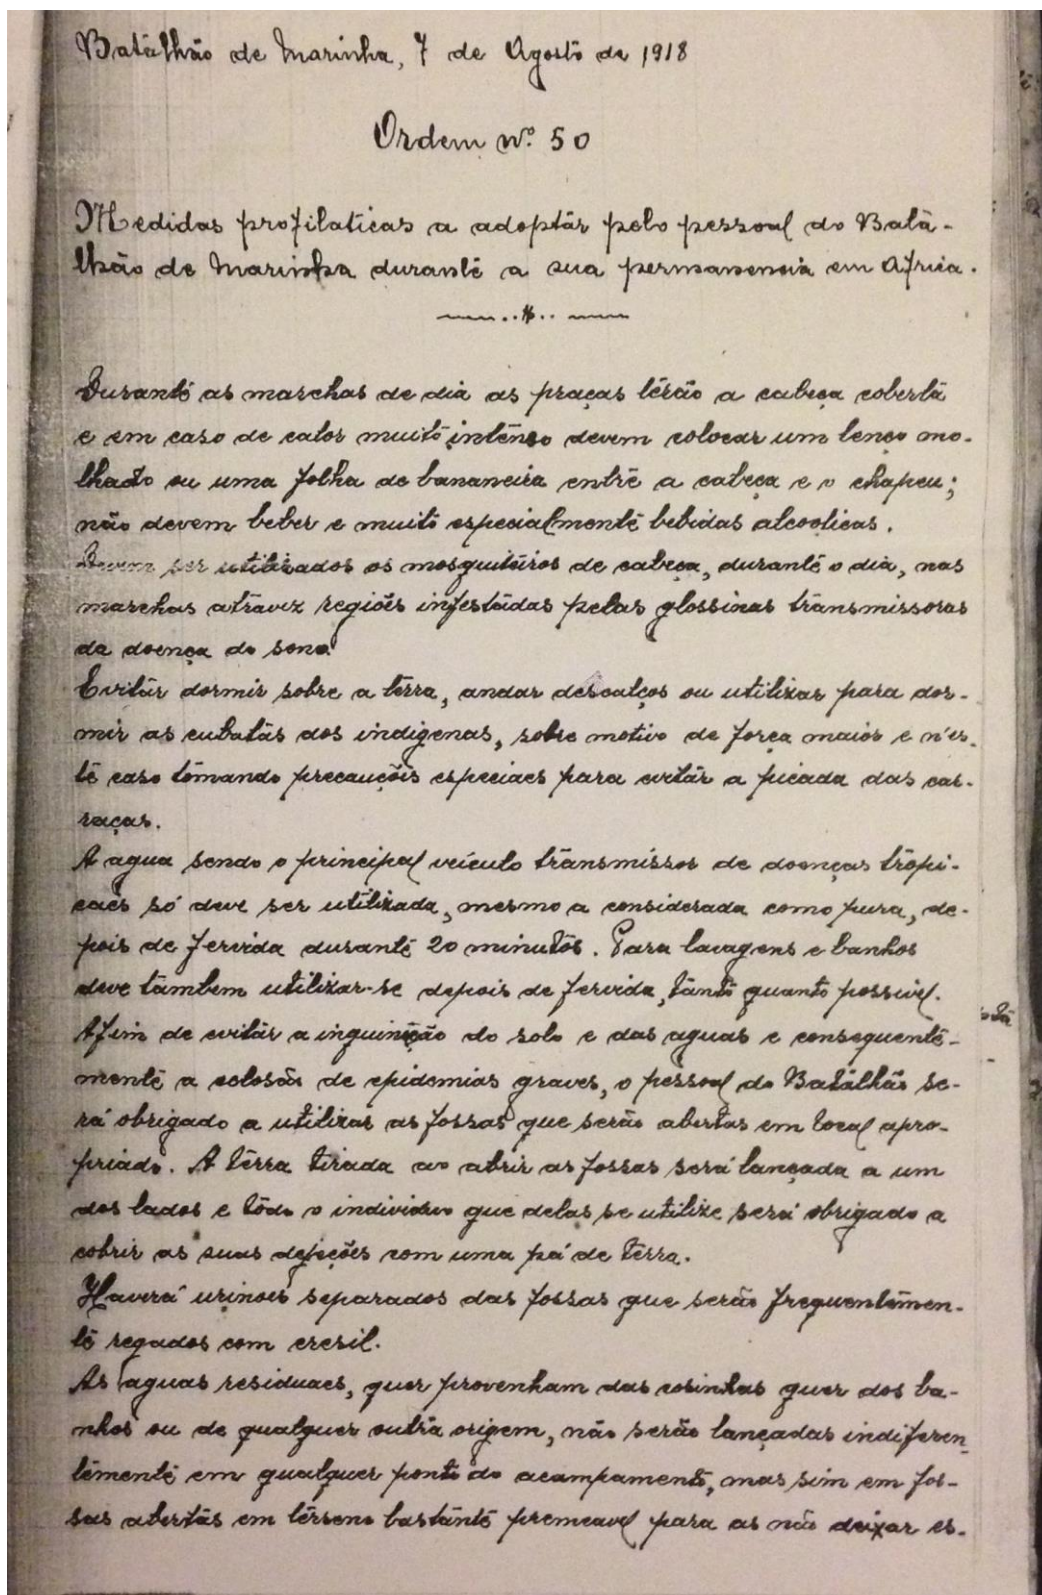 Batalhão de Marinha, 7 de Agosto de 1918
Ordem Nº. 50
Medidas profilaticas a adoptár pelo pessoal do Bata-
lhão de Marinha durante a sua permanencia em Africa.
Durante as marchas de dia as praças terão a cabeça coberta
e em caso de calor muito intenso devem colocar um lenço mo-
lhado ou uma folha de bananeira entre a cabeça e o chapeu;
não devem beber e muito especialmente bebidas alcoolicas.
Devem ser utilizados os mosquiteiros de cabeça, durante o dia, nas
marchas atravez regiões infestadas pelas glossinas transmissoras
da doença do sono
Evitar dormir sobre a terra, andar descalços ou utilizar para dor-
mir as cubatas dos indigenas, sobre motivo de força maior e n'es-
te caso tomando precauções especiaes para evitar a picada das car-
raças.
A agua sendo o principal veículo transmissor de doenças tropi-
caes só deve ser utilizada, mesmo a considerada como pura, de-
pois de fervida durante 20 minutos. Para lavagens e banhos
deve tambem utilizar-se depois de fervida, tanto quanto possivel.
Afim de evitar a inquinação do solo e das aguas e consequente-
mente a eclosão de epidemias graves, o pessoal do Batalhão se-
rá obrigado a utilizar as fossas que serão abertas em local apro-
priado. A terra tirada ao abrir as fossas será lançada a um
dos lados e todo o individuo que delas se utilize será obrigado a
cobrir as suas dejeções com uma pá de terra.
Haverá urinoes separados das fossas que serão frequentemen-
te regados com cresil.
As aguas residuaes, quer provenham das cosinhas quer dos ba-
nhos ou de qualquer outra origem, não serão lançadas indiferen-
temente em qualquer ponto do acampamento, mas sim em fos-
sas abertas em terreno bastante premeavel para as não deixar es-